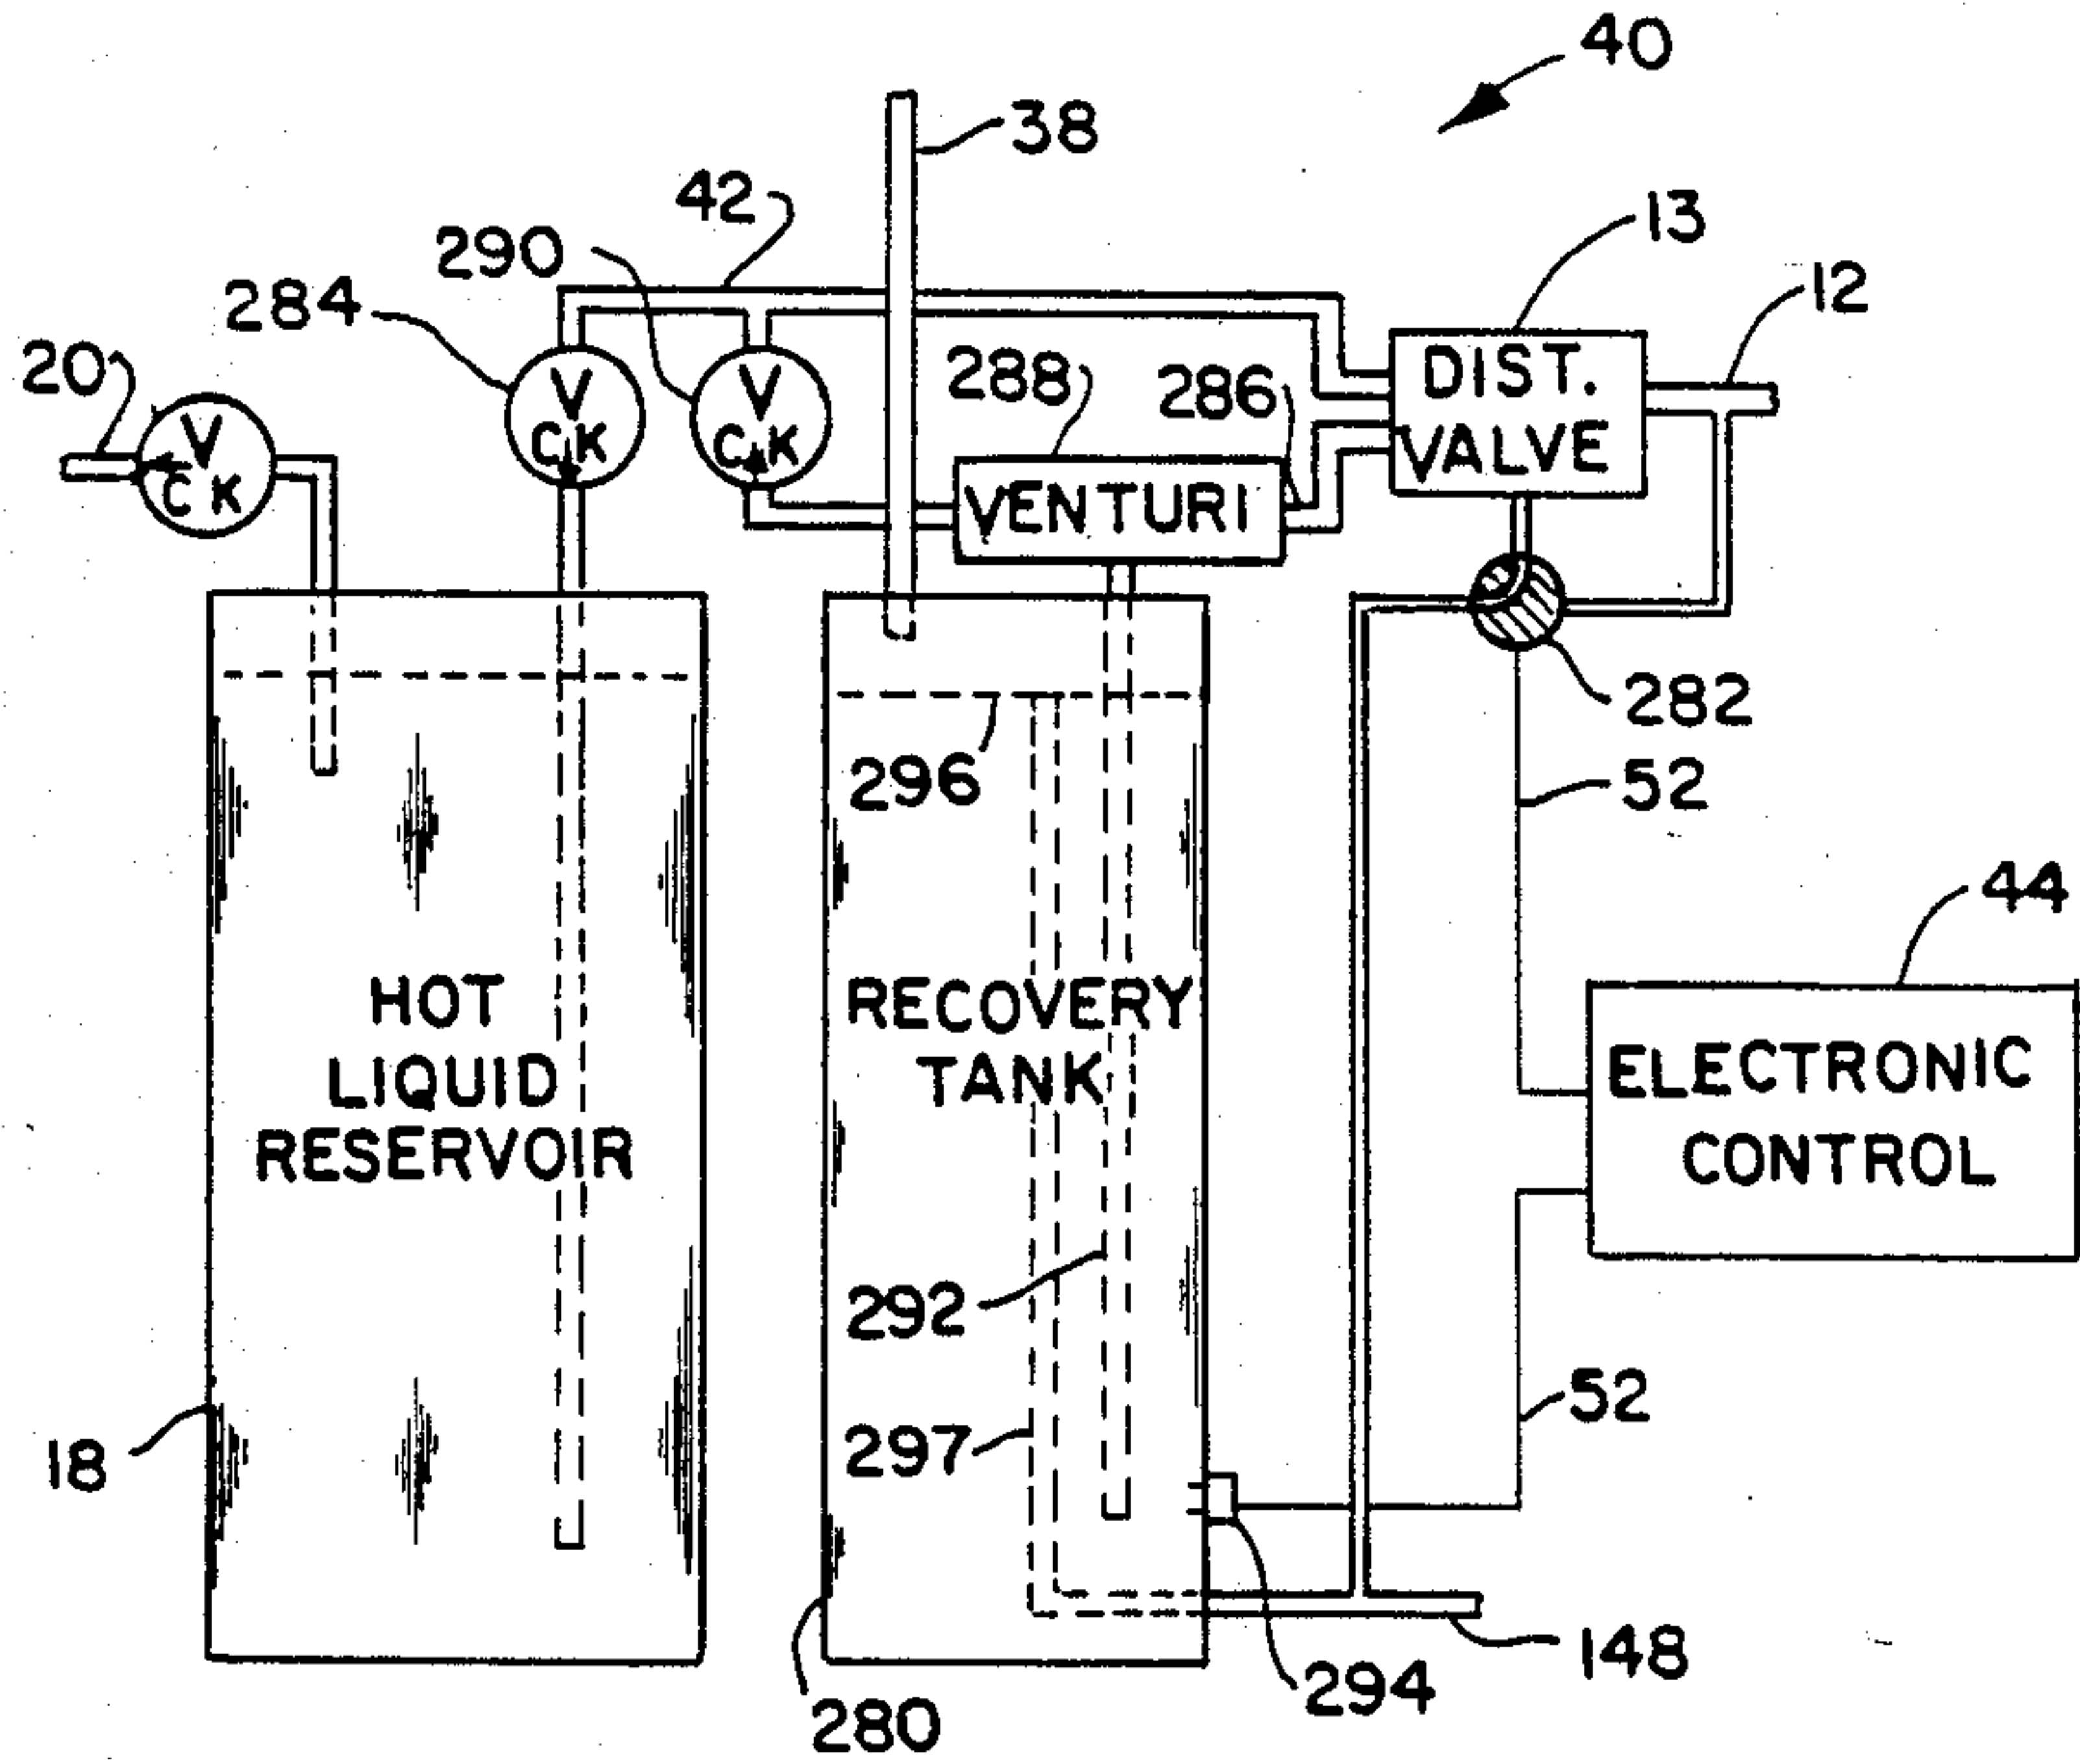 40
38
42
13
290
12
284
288
286
20
V
CK
V
CK
V
CK
DIST.
VALVE
VENTURI
282
296
52
44
HOT
LIQUID
RESERVOIR
RECOVERY
TANK
ELECTRONIC
CONTROL
292
52
297
18
148
294
280